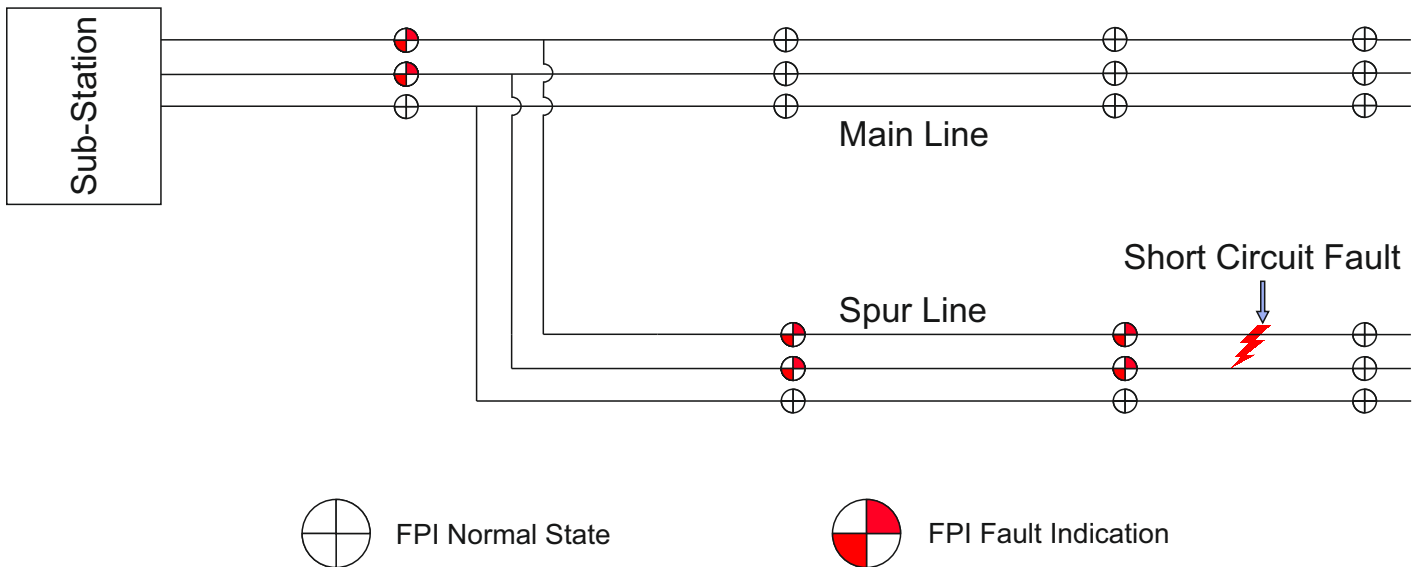 Sub-Station
Main Line
Short Circuit Fault
Spur Line
FPI Normal State
FPI Fault Indication